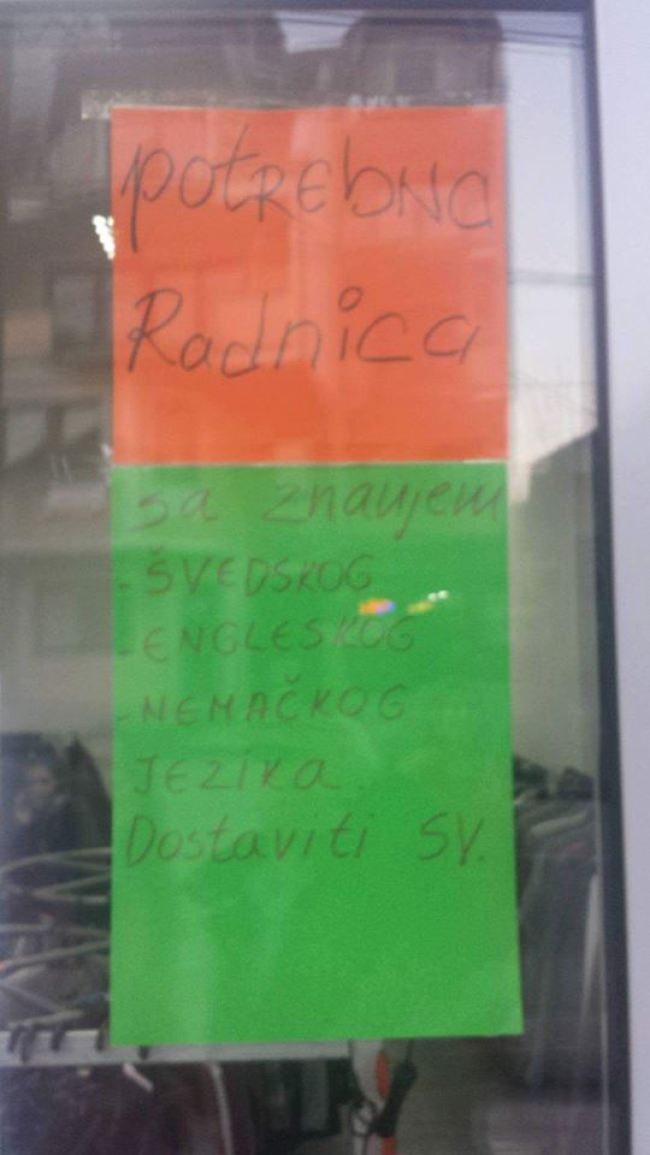 potREbNa
Radnica
sa znanjem
- ŠVEDSKOG
- ENGLESKOG
- NEMAČKOG
JEZIKa
Dostaviti SV.